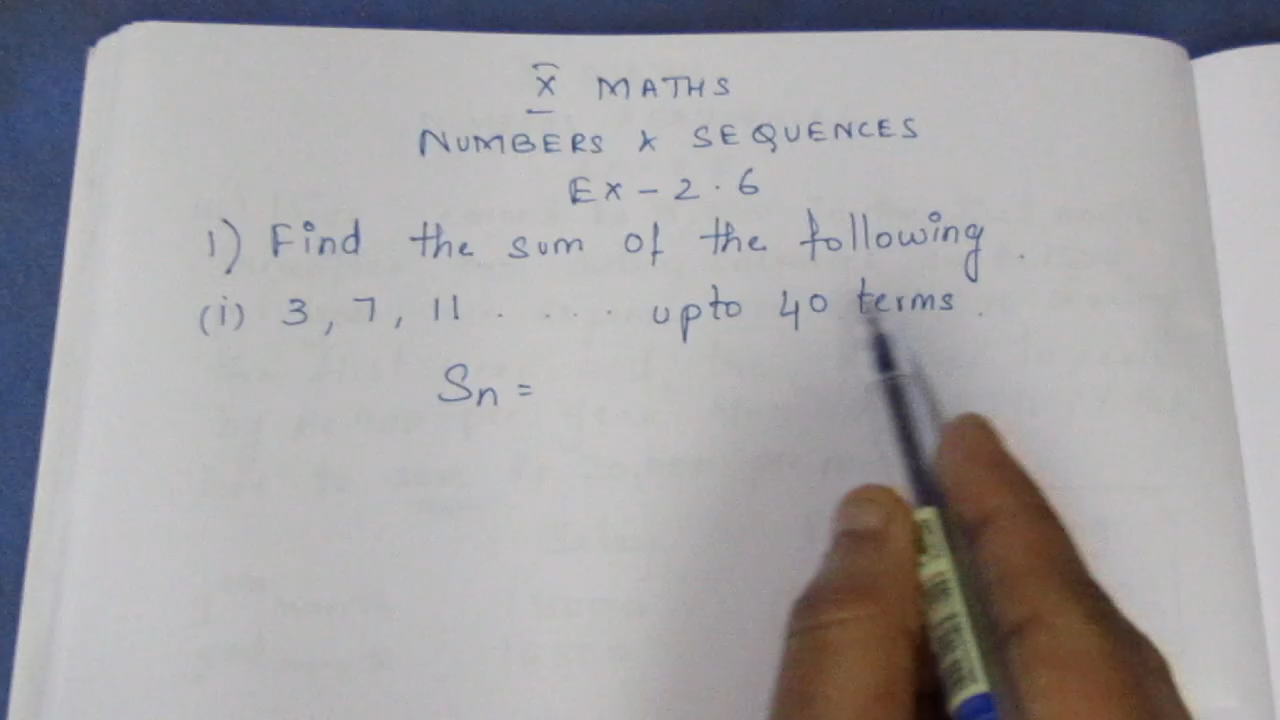 X MATHS
NUMBERS & SEQUENCES
Ex - 2.6
1) Find the sum of the following.
(i) 3, 7, 11 ..... upto 40 terms.
Sn =